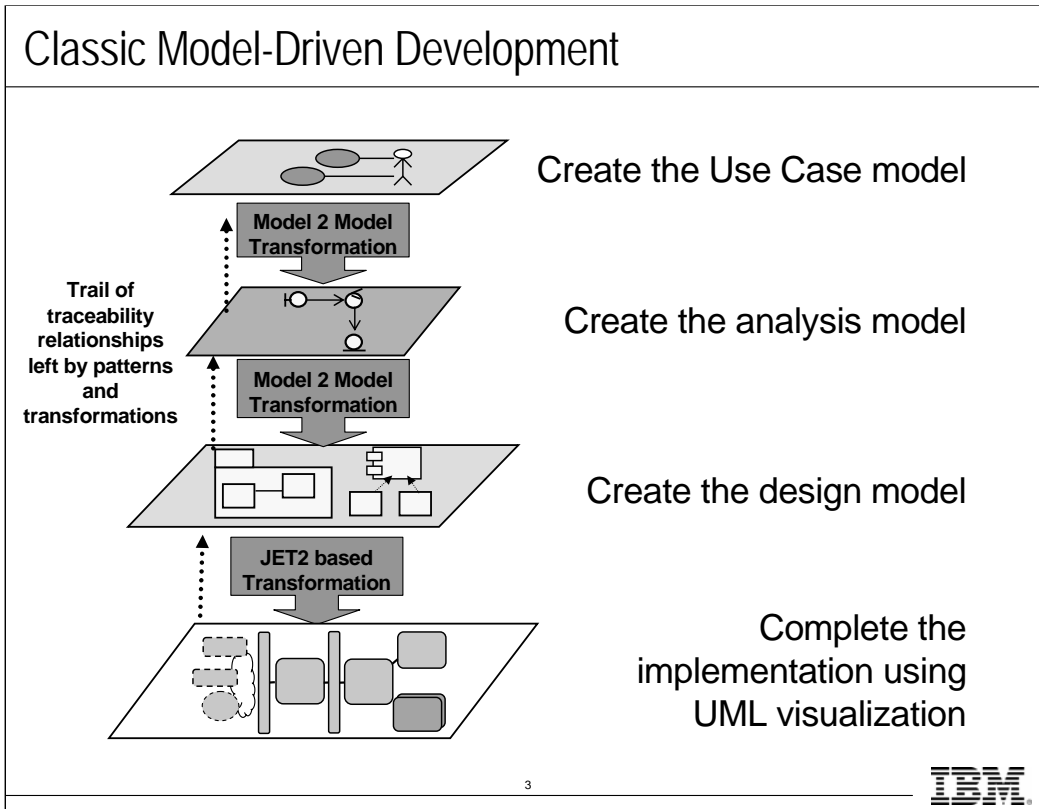 Classic Model-Driven Development
Create the Use Case model
Model 2 Model
Transformation
Trail of
traceability
relationships
left by patterns
and
transformations
Create the analysis model
Model 2 Model
Transformation
Create the design model
JET2 based
Transformation
Complete the
implementation using
UML visualization
3
IBM.